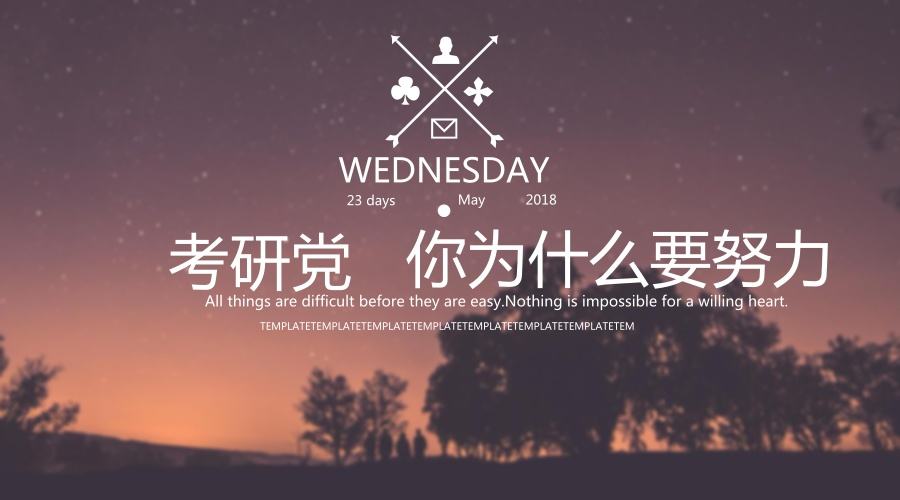 WEDNESDAY
23 days May 2018
考研党 你为什么要努力
All things are difficult before they are easy.Nothing is impossible for a willing heart.
TEMPLATETEMPLATETEMPLATETEMPLATETEMPLATETEMPLATETEMPLATETEM